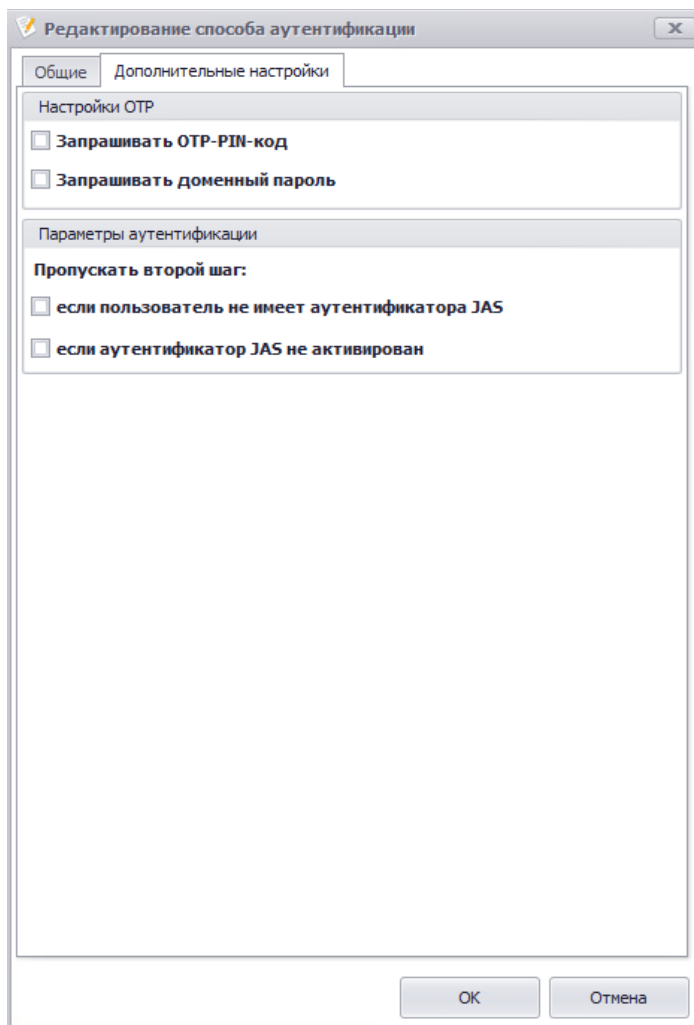 Редактирование способа аутентификации
Общие
Дополнительные настройки
Настройки OTP
Запрашивать OTP-PIN-код
Запрашивать доменный пароль
Параметры аутентификации
Пропускать второй шаг:
если пользователь не имеет аутентификатора JAS
если аутентификатор JAS не активирован
OK
Отмена